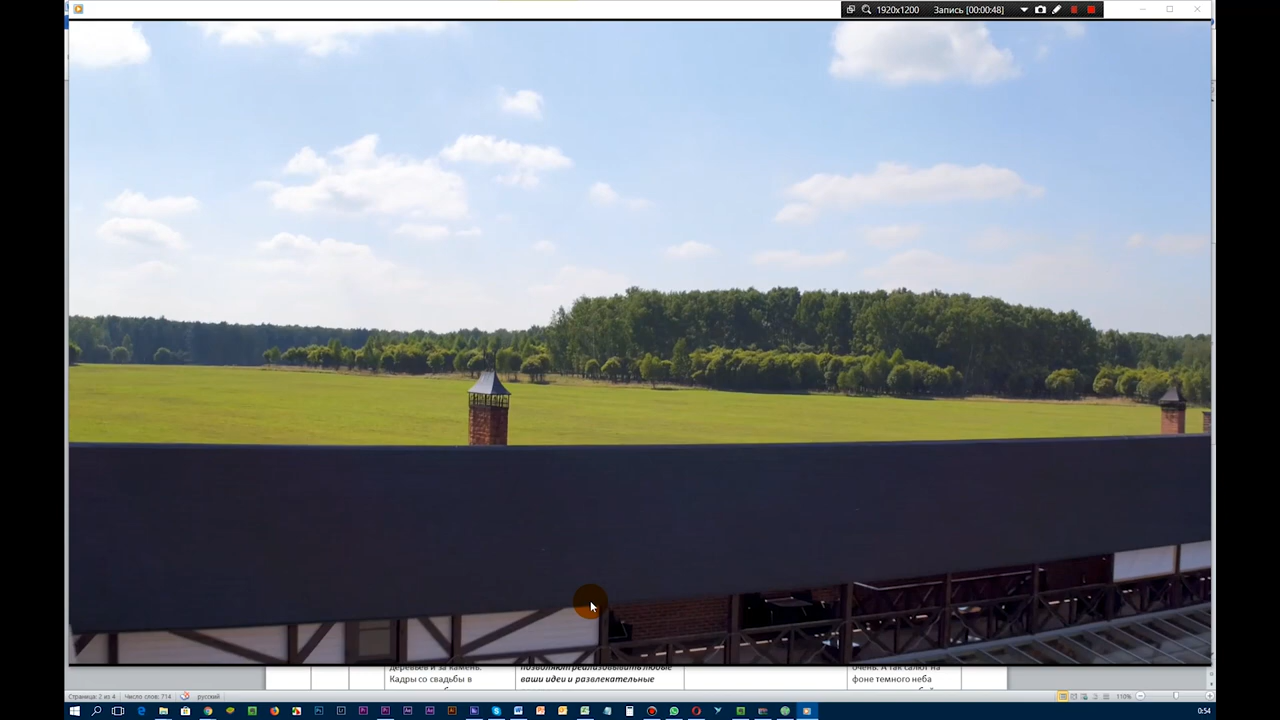 1920x1200 Запись [00:00:48]
деревьев и за камень.
Кадры со свадьбы в
позволяют реализовывать любые
ваши идеи и развлекательные
очень. А так салют на
фоне темного неба
Страница: 2 из 4 Число слов: 714 русский 110%
0:54